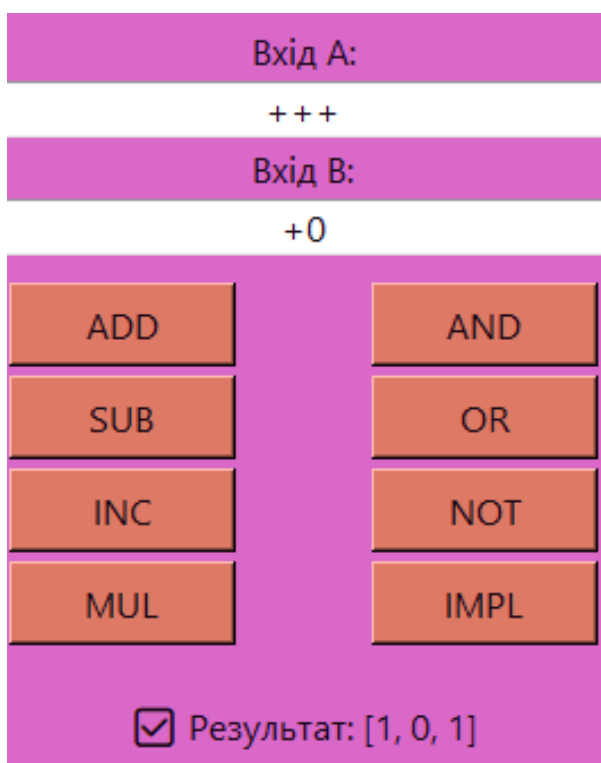 Вхід A:
+++
Вхід B:
+0
ADD AND
SUB OR
INC NOT
MUL IMPL
Результат: [1, 0, 1]